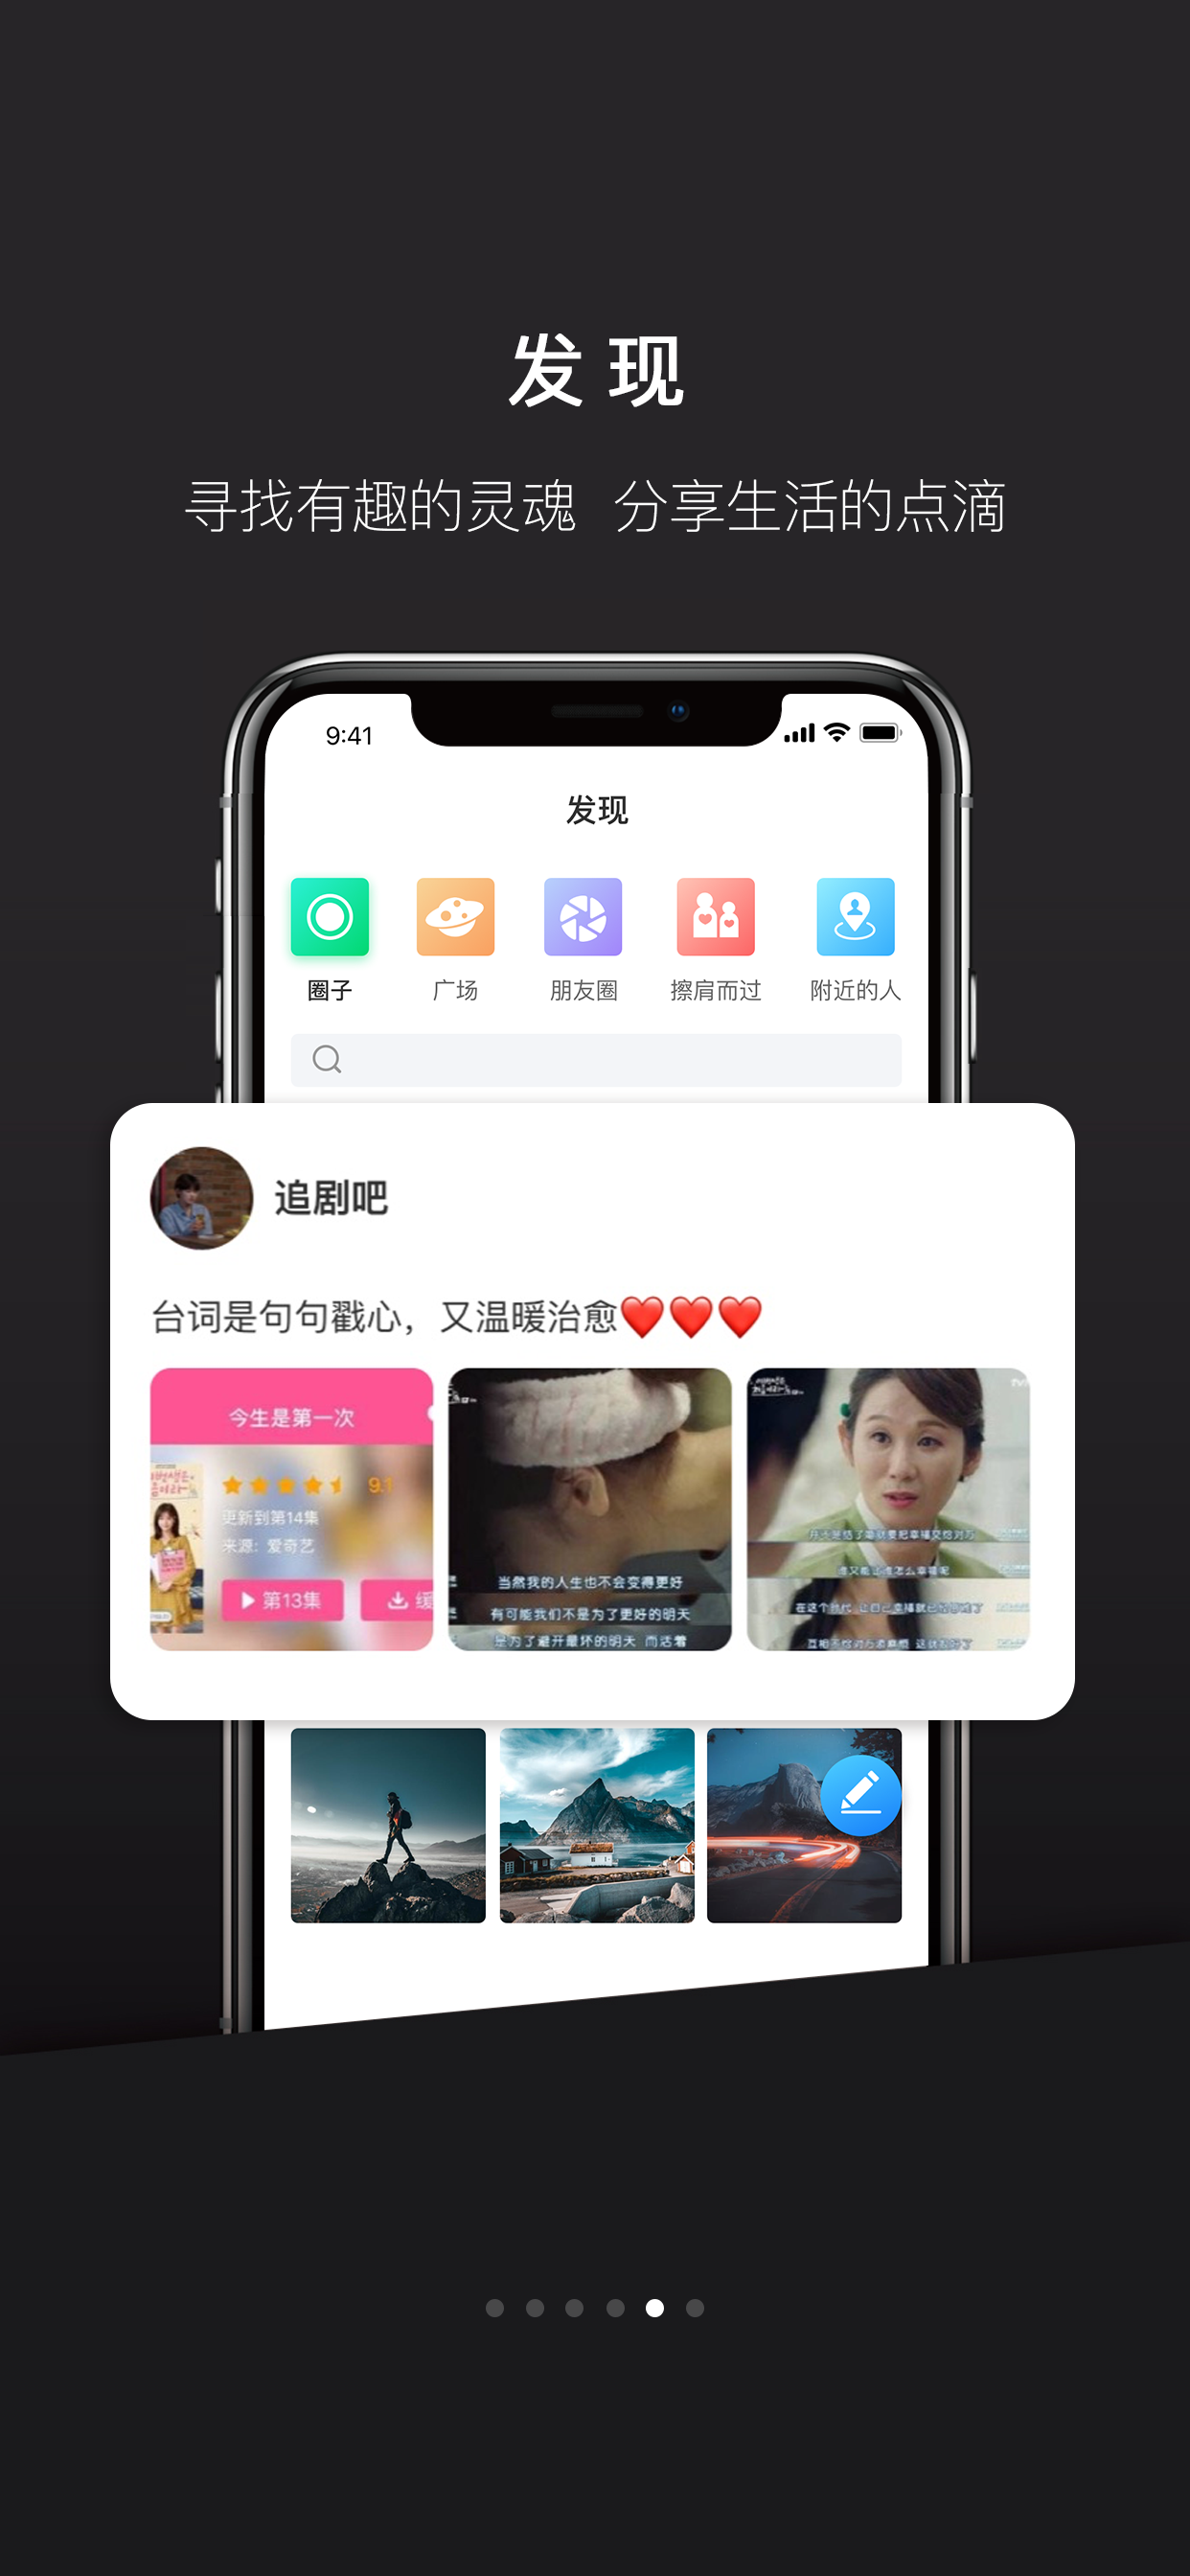 发现
寻找有趣的灵魂 分享生活的点滴
9:41
发现
圈子
广场
朋友圈
擦肩而过
附近的人
追剧吧
台词是句句戳心，又温暖治愈❤️❤️❤️
今生是第一次
9.1
更新到第14集
来源：爱奇艺
第13集
缓
当然我的人生也不会变得更好
有可能我们不是为了更好的明天
是为了避开最坏的明天 而活着